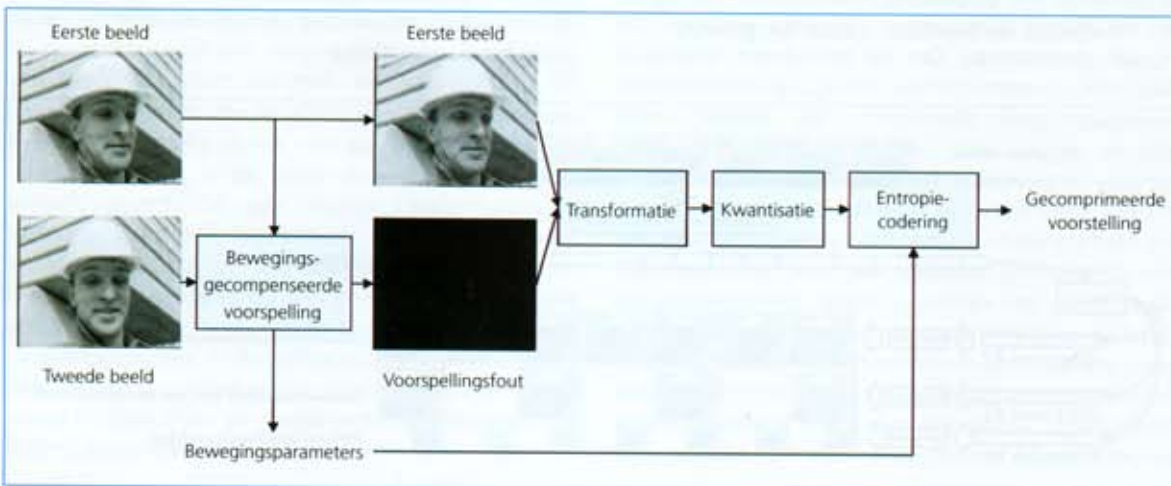 Eerste beeld
Eerste beeld
Transformatie
Kwantisatie
Entropie-
codering
Gecomprimeerde
voorstelling
Bewegings-
gecompenseerde
voorspelling
Tweede beeld
Voorspellingsfout
Bewegingsparameters